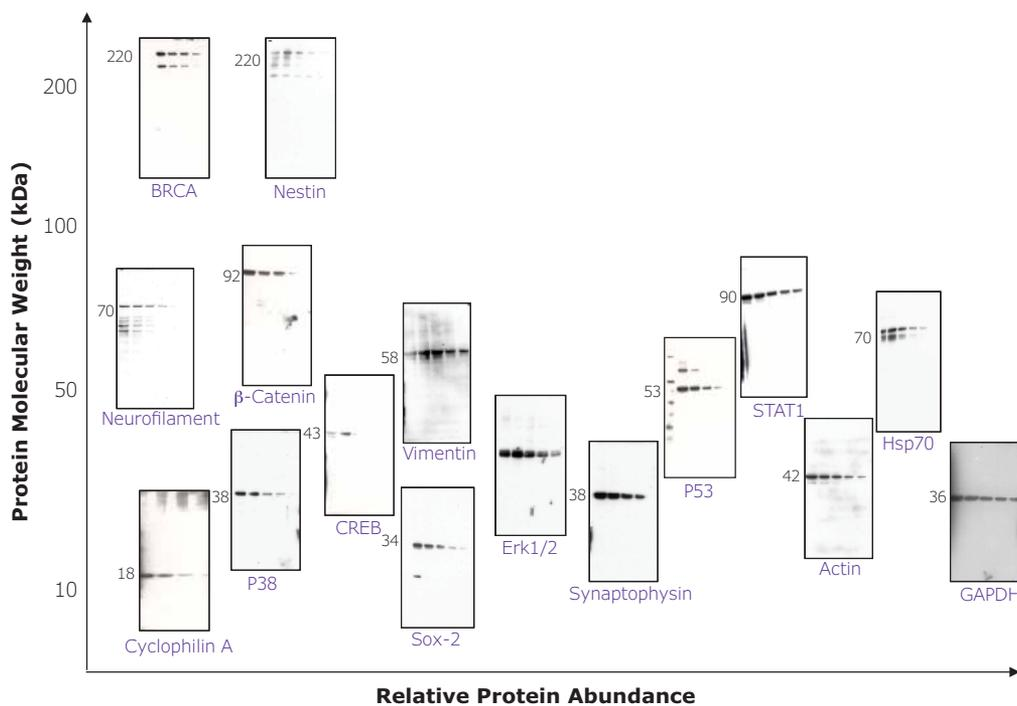 Protein Molecular Weight (kDa)
200
100
50
10
220
BRCA
220
Nestin
70
Neurofilament
92
β-Catenin
43
CREB
58
Vimentin
Erk1/2
38
Synaptophysin
53
P53
90
STAT1
42
Actin
70
Hsp70
36
GAPDH
38
P38
34
Sox-2
18
Cyclophilin A
Relative Protein Abundance